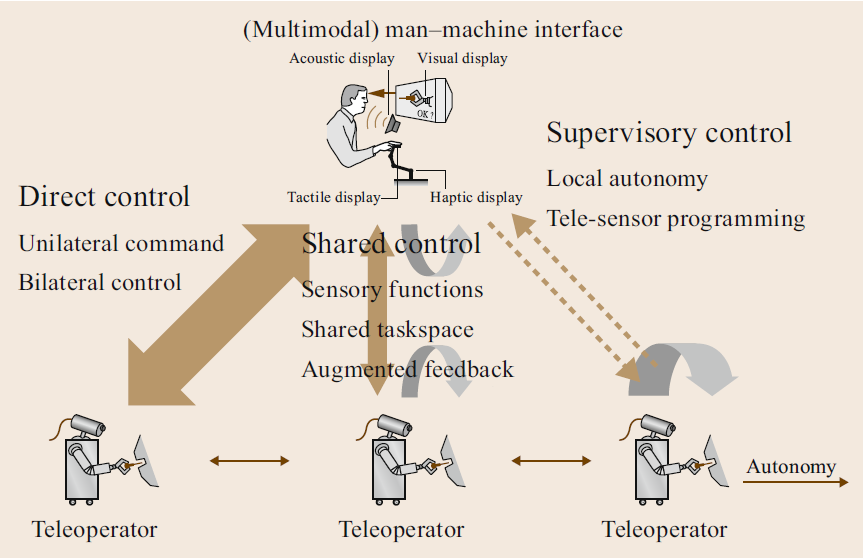 (Multimodal) man–machine interface
Acoustic display
Visual display
OK ?
Tactile display
Haptic display
Direct control
Unilateral command
Bilateral control
Shared control
Sensory functions
Shared taskspace
Augmented feedback
Supervisory control
Local autonomy
Tele-sensor programming
Autonomy
Teleoperator
Teleoperator
Teleoperator